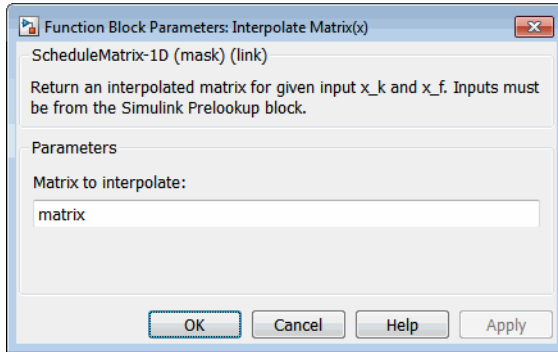 Function Block Parameters: Interpolate Matrix(x)
ScheduleMatrix-1D (mask) (link)
Return an interpolated matrix for given input x_k and x_f. Inputs must
be from the Simulink Prelookup block.
Parameters
Matrix to interpolate:
matrix
OK Cancel Help Apply